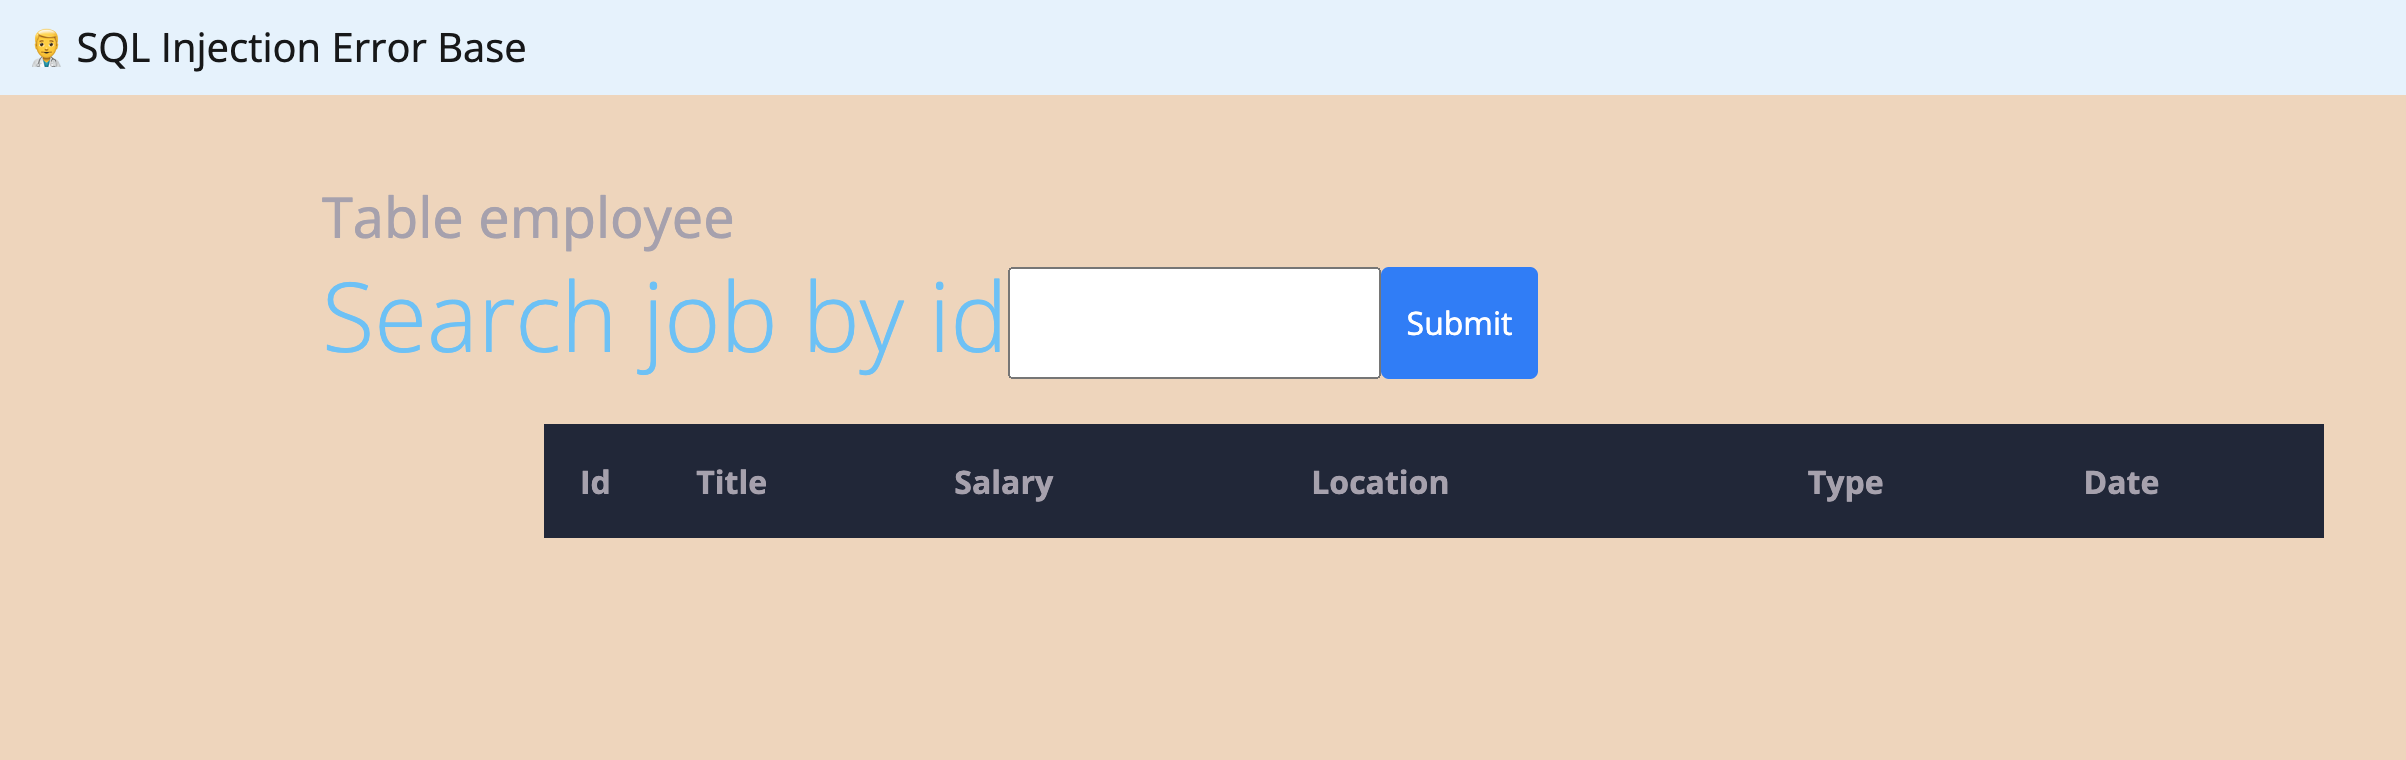 SQL Injection Error Base
Table employee
Search job by id
Submit
Id Title Salary Location Type Date